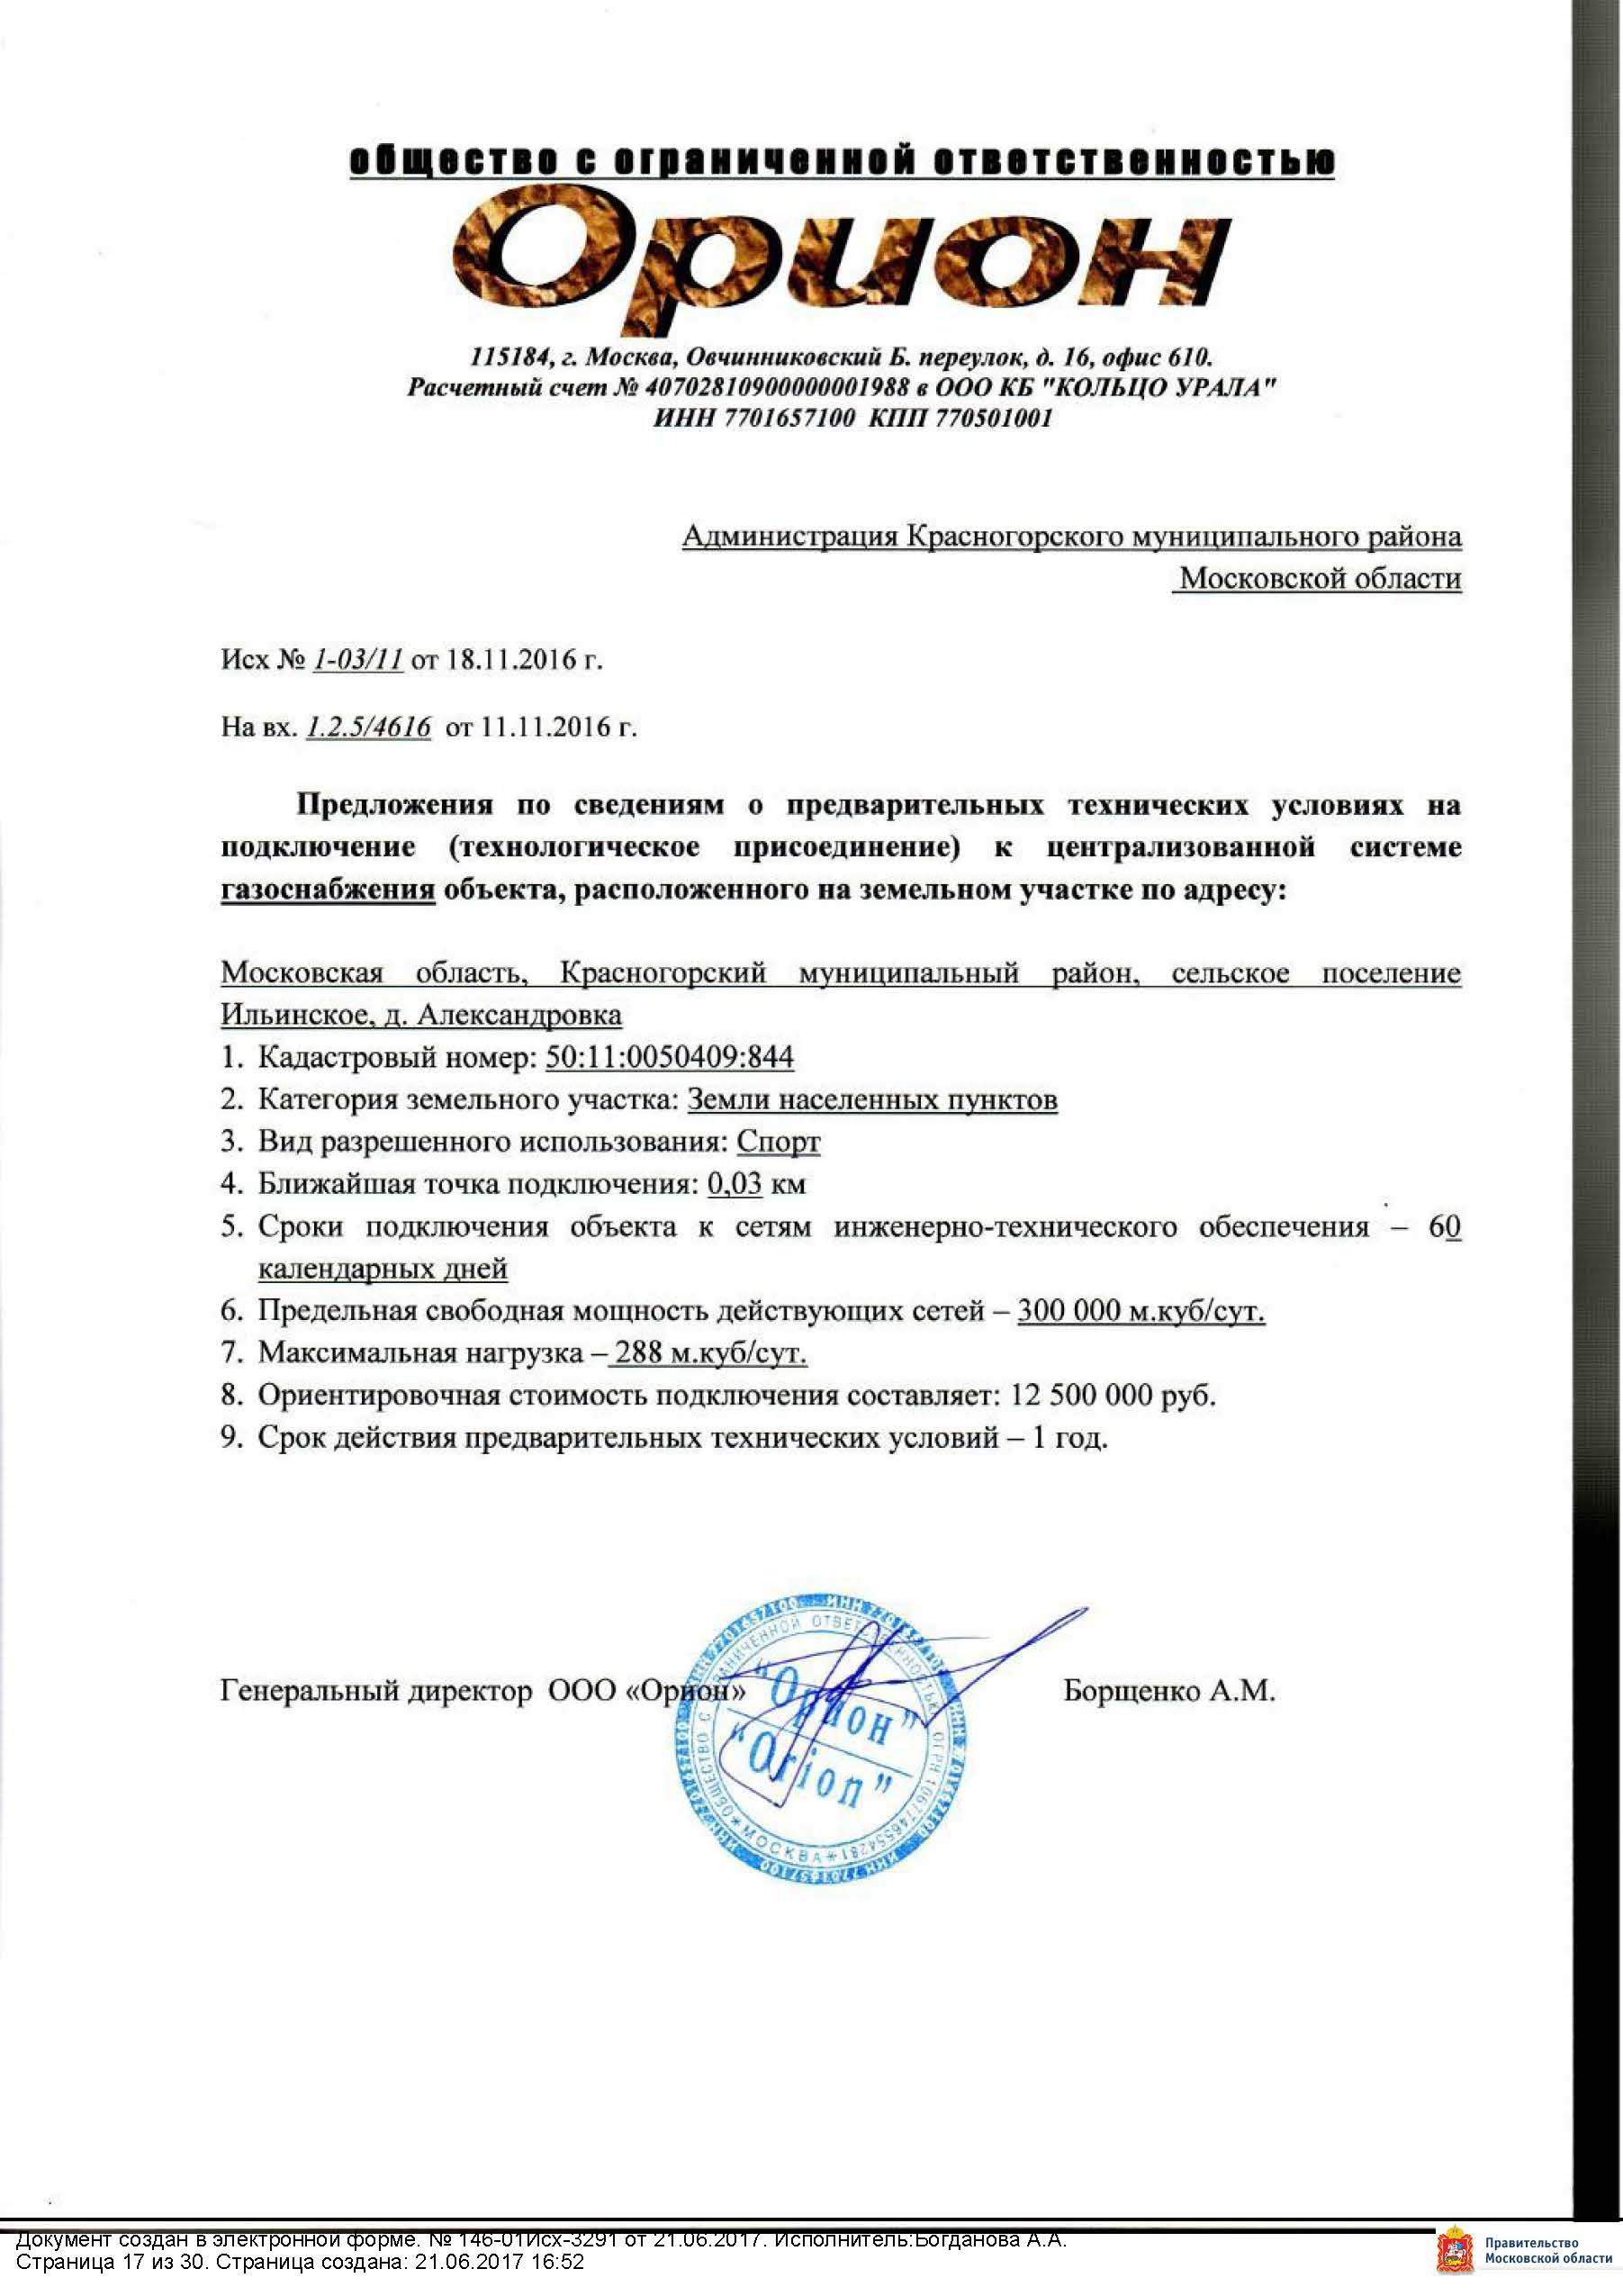 общество с ограниченной ответственностью
Орион
115184, г. Москва, Овчинниковский Б. переулок, д. 16, офис 610.
Расчетный счет № 40702810900000001988 в ООО КБ "КОЛЬЦО УРАЛА"
ИНН 7701657100 КПП 770501001
Администрация Красногорского муниципального района
Московской области
Исх № 1-03/11 от 18.11.2016 г.
На вх. 1.2.5/4616 от 11.11.2016 г.
Предложения по сведениям о предварительных технических условиях на
подключение (технологическое присоединение) к централизованной системе
газоснабжения объекта, расположенного на земельном участке по адресу:
Московская область, Красногорский муниципальный район, сельское поселение
Ильинское, д. Александровка
1. Кадастровый номер: 50:11:0050409:844
2. Категория земельного участка: Земли населенных пунктов
3. Вид разрешенного использования: Спорт
4. Ближайшая точка подключения: 0,03 км
5. Сроки подключения объекта к сетям инженерно-технического обеспечения – 60
календарных дней
6. Предельная свободная мощность действующих сетей – 300 000 м.куб/сут.
7. Максимальная нагрузка – 288 м.куб/сут.
8. Ориентировочная стоимость подключения составляет: 12 500 000 руб.
9. Срок действия предварительных технических условий – 1 год.
Генеральный директор ООО «Орион» Борщенко А.М.
"Орион"
"Orion"
ОБЩЕСТВО С ОГРАНИЧЕННОЙ ОТВЕТСТВЕННОСТЬЮ ОГРН 1067746554281
* МОСКВА *
ИНН 7701657100
Документ создан в электронной форме. № 146-01Исх-3291 от 21.06.2017. Исполнитель:Богданова А.А.
Страница 17 из 30. Страница создана: 21.06.2017 16:52
Правительство
Московской области